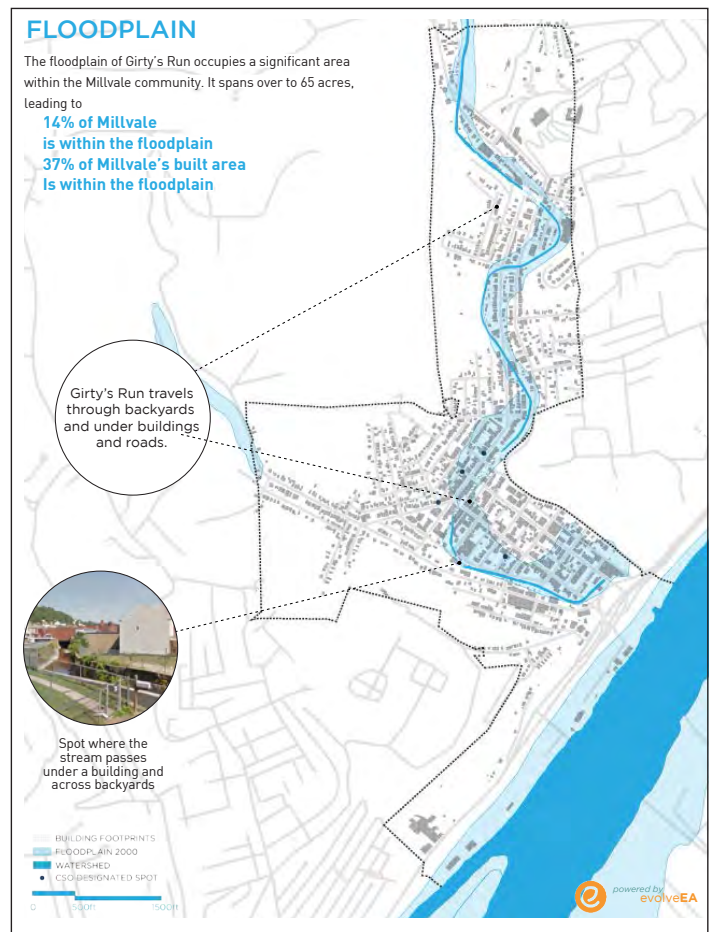 FLOODPLAIN
The floodplain of Girty's Run occupies a significant area
within the Millvale community. It spans over to 65 acres,
leading to
14% of Millvale
is within the floodplain
37% of Millvale's built area
Is within the floodplain
Girty's Run travels
through backyards
and under buildings
and roads.
Spot where the
stream passes
under a building and
across backyards
BUILDING FOOTPRINTS
FLOODPLAIN 2000
WATERSHED
CSO DESIGNATED SPOT
0 500ft 1500ft
powered by
evolveEA